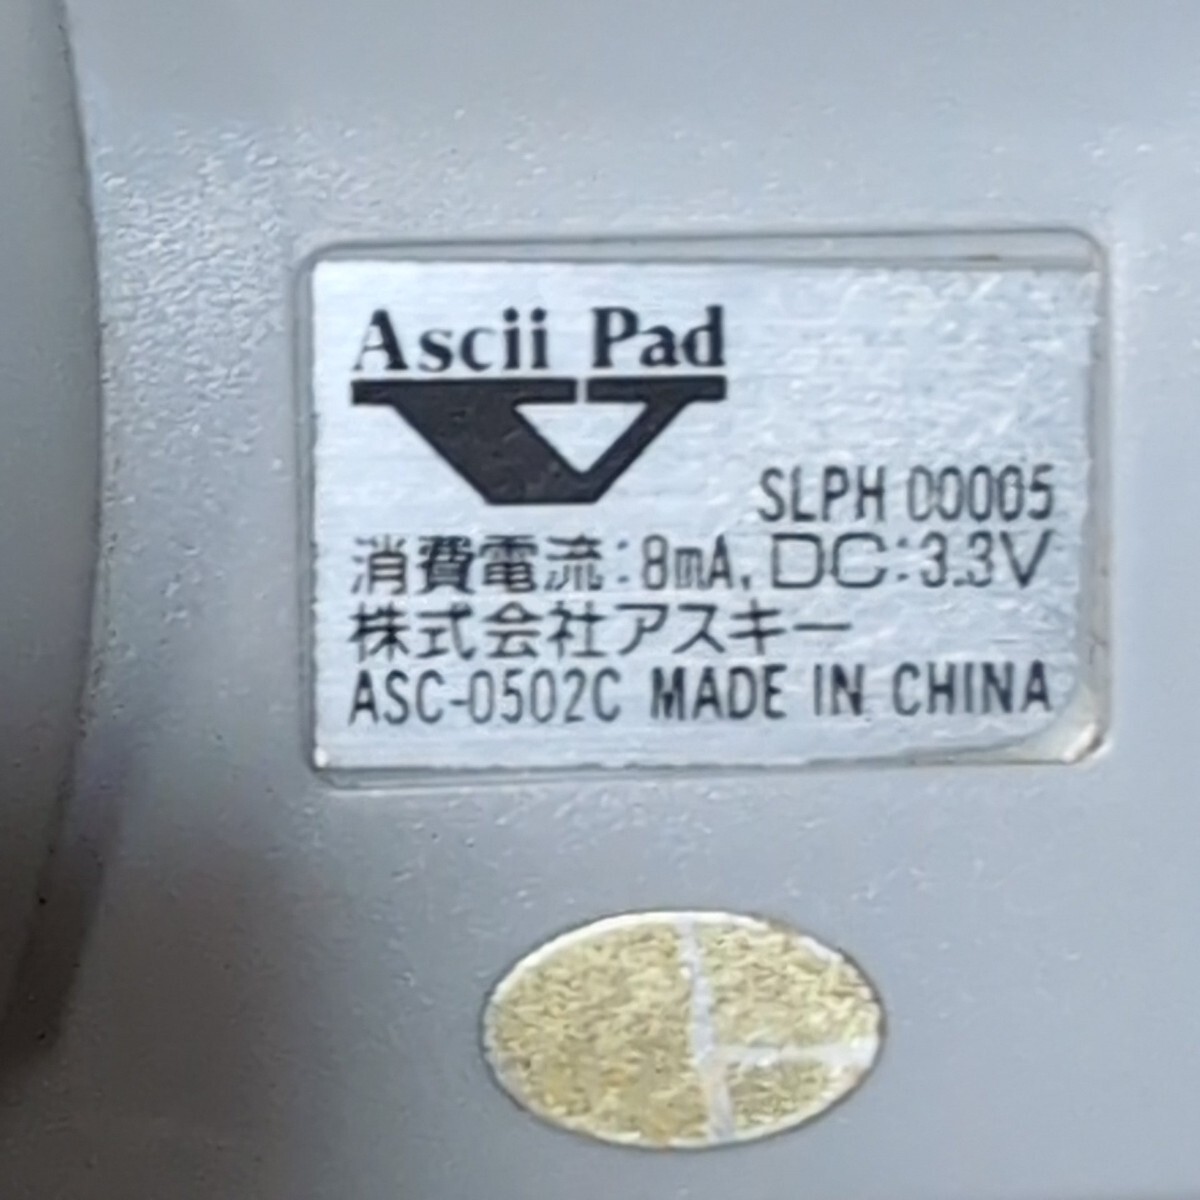 Ascii Pad
V
SLPH 00005
消費電流:8mA, DC:3.3V
株式会社アスキー
ASC-0502C MADE IN CHINA